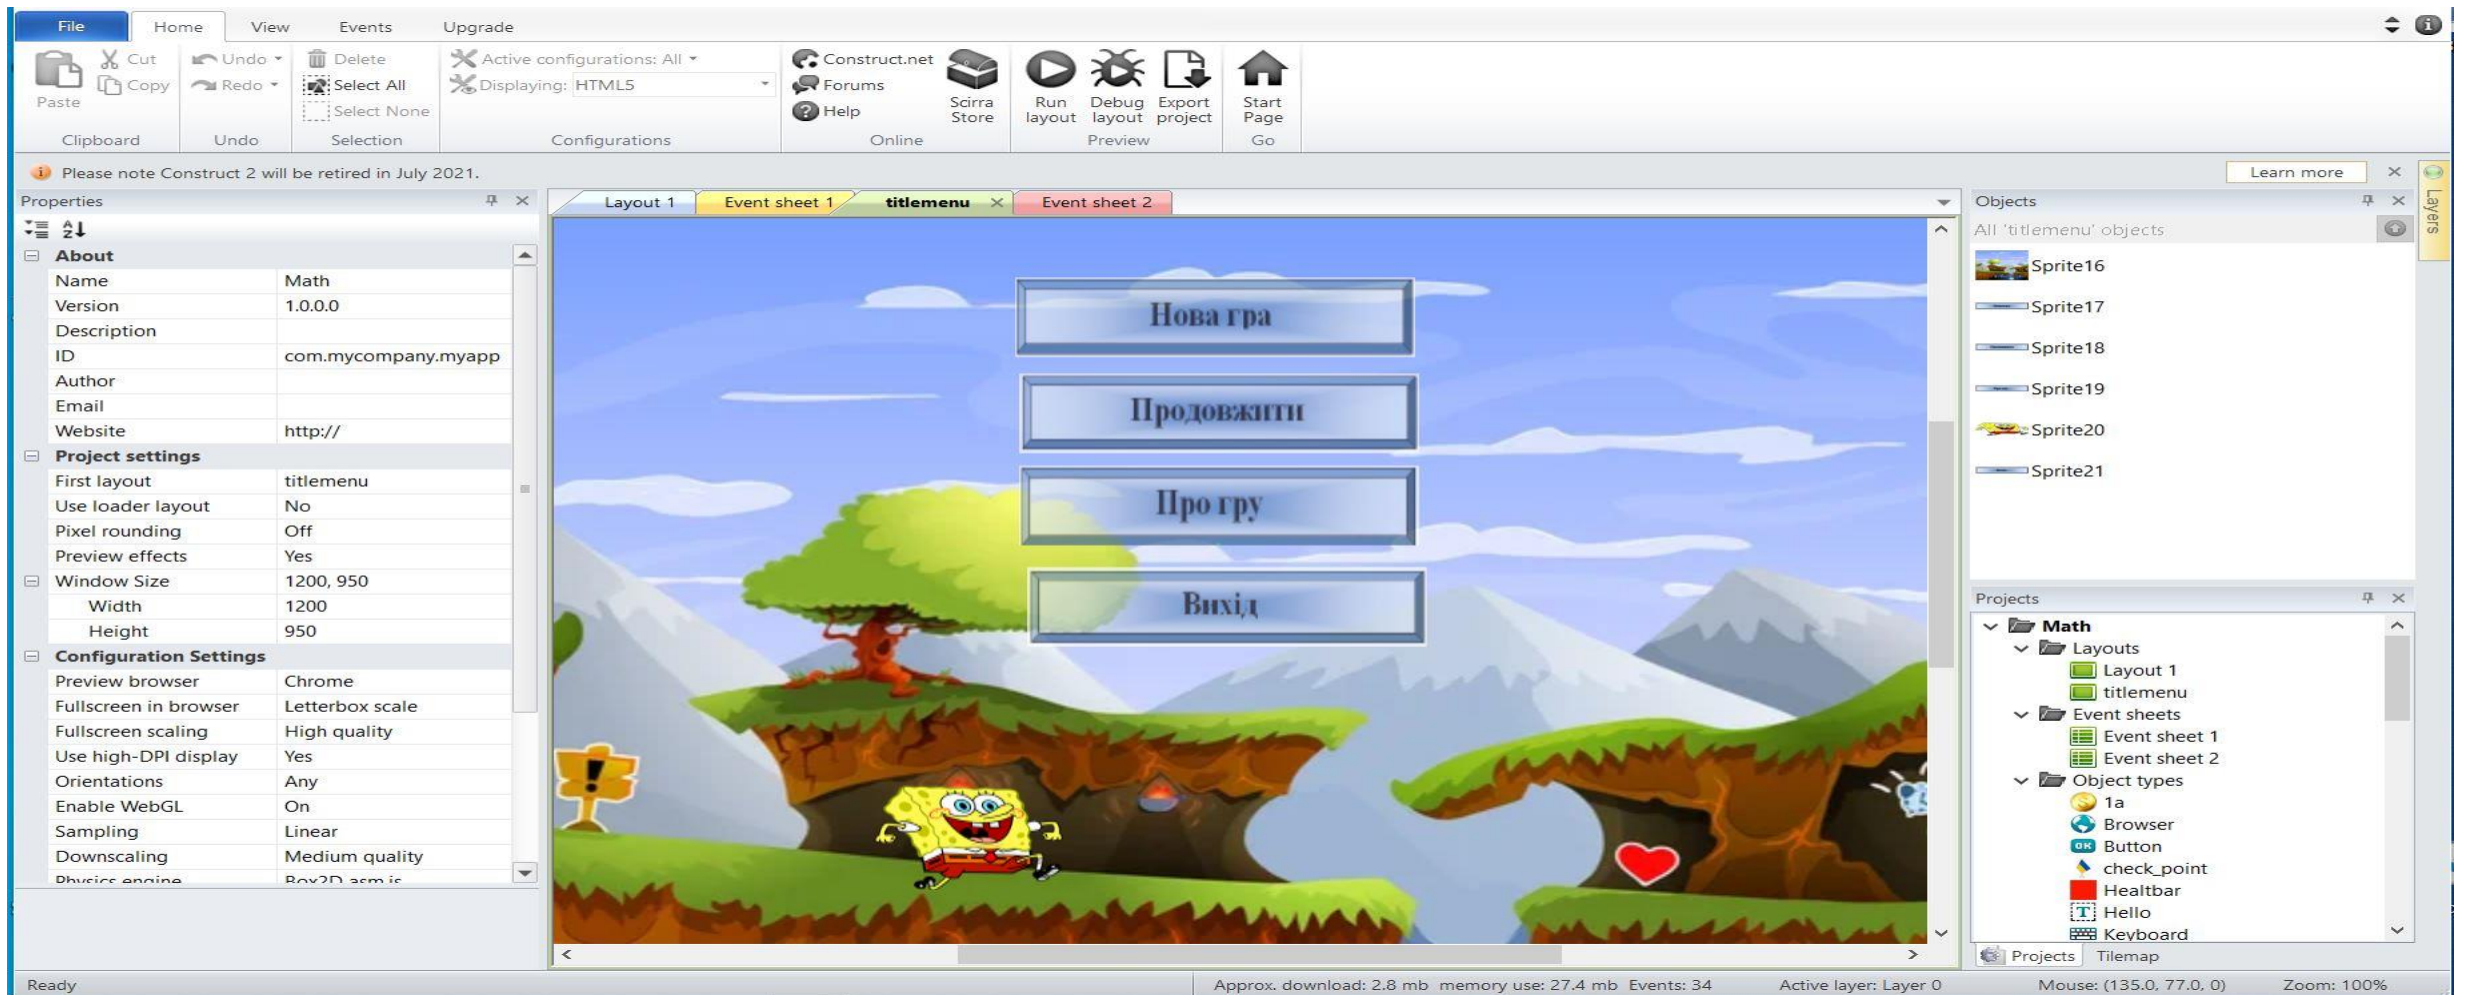 File Home View Events Upgrade
Paste
Cut
Copy
Clipboard
Undo
Redo
Undo
Delete
Select All
Select None
Selection
Active configurations: All
Displaying: HTML5
Configurations
Construct.net
Forums
Help
Scirra Store
Online
Run layout
Debug layout
Export project
Preview
Start Page
Go
Please note Construct 2 will be retired in July 2021.
Learn more
Properties
About
Name Math
Version 1.0.0.0
Description
ID com.mycompany.myapp
Author
Email
Website http://
Project settings
First layout titlemenu
Use loader layout No
Pixel rounding Off
Preview effects Yes
Window Size 1200, 950
Width 1200
Height 950
Configuration Settings
Preview browser Chrome
Fullscreen in browser Letterbox scale
Fullscreen scaling High quality
Use high-DPI display Yes
Orientations Any
Enable WebGL On
Sampling Linear
Downscaling Medium quality
Physics engine Box2D asm.js
Layout 1 Event sheet 1 titlemenu Event sheet 2
Нова гра
Продовжити
Про гру
Вихід
Objects
All 'titlemenu' objects
Sprite16
Sprite17
Sprite18
Sprite19
Sprite20
Sprite21
Layers
Projects
Math
Layouts
Layout 1
titlemenu
Event sheets
Event sheet 1
Event sheet 2
Object types
1a
Browser
OK Button
check_point
Healtbar
T Hello
Keyboard
Projects Tilemap
Ready
Approx. download: 2.8 mb memory use: 27.4 mb Events: 34 Active layer: Layer 0 Mouse: (135.0, 77.0, 0) Zoom: 100%